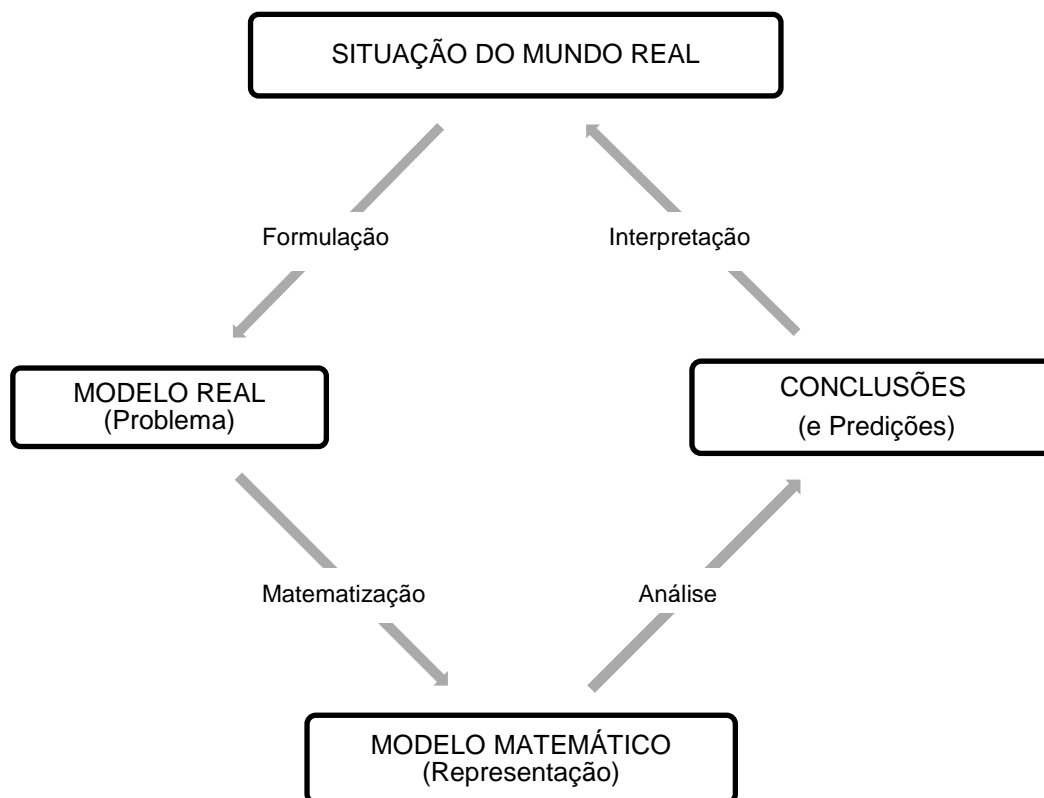 SITUAÇÃO DO MUNDO REAL
Formulação
Interpretação
MODELO REAL
(Problema)
CONCLUSÕES
(e Predições)
Matematização
Análise
MODELO MATEMÁTICO
(Representação)